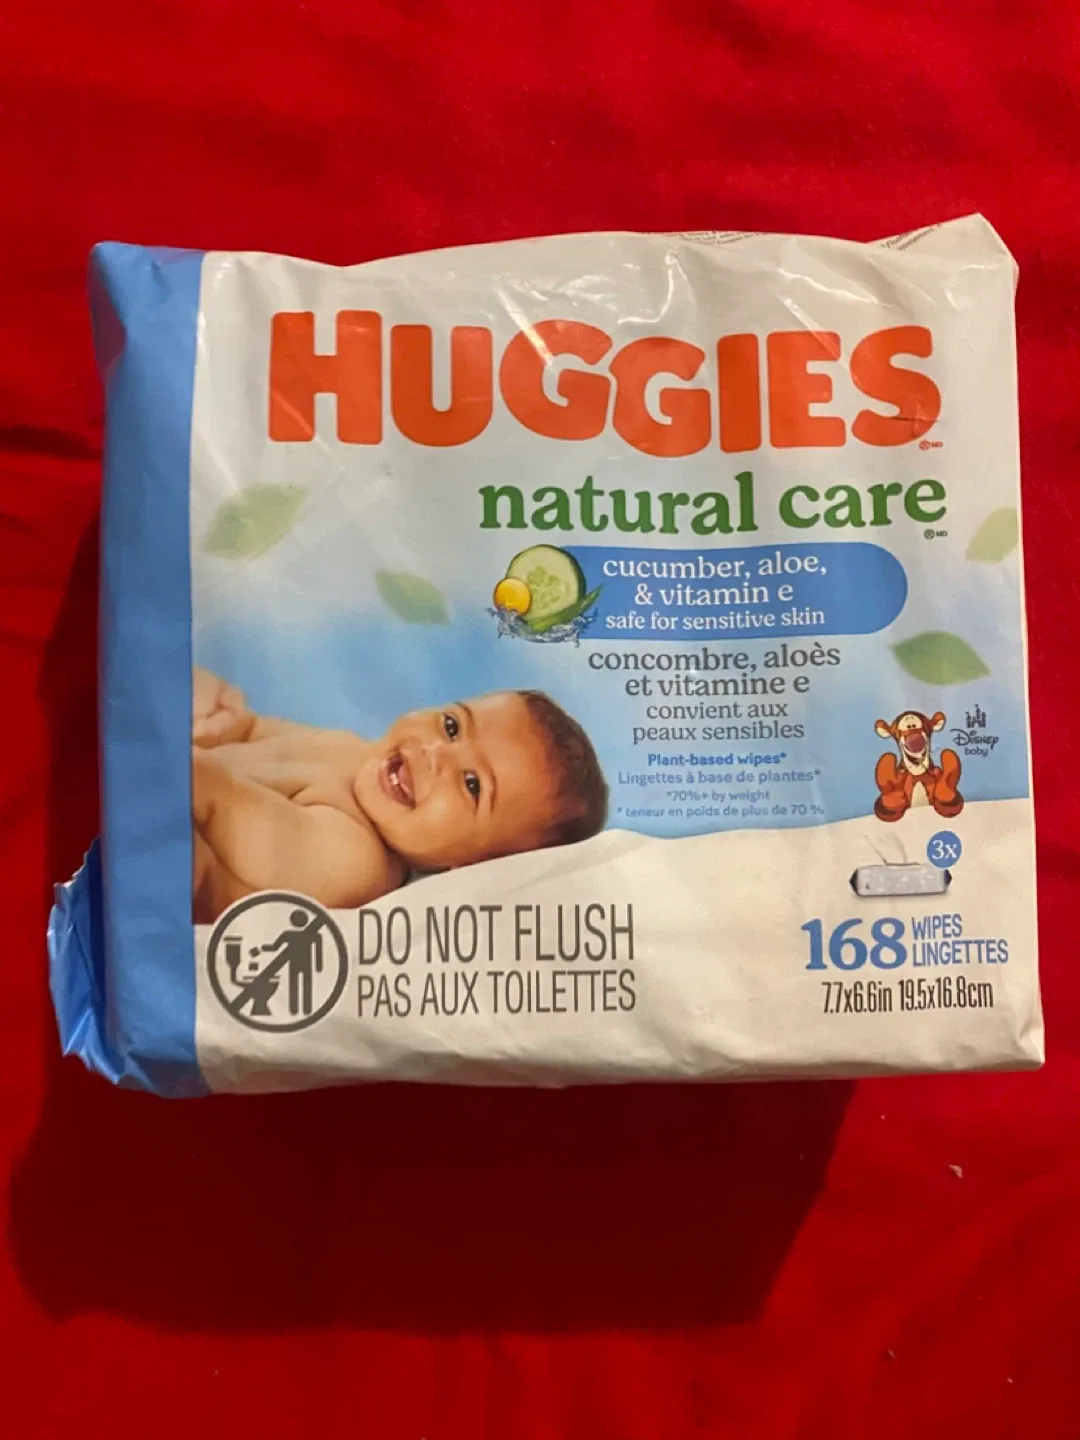 HUGGIES
® MD
natural care
® MD
cucumber, aloe,
& vitamin e
safe for sensitive skin
concombre, aloès
et vitamine e
convient aux
peaux sensibles
Plant-based wipes*
Lingettes à base de plantes*
*70%+ by weight
* teneur en poids de plus de 70 %
Disney
baby
3x
168 WIPES
LINGETTES
7.7x6.6in 19.5x16.8cm
DO NOT FLUSH
PAS AUX TOILETTES